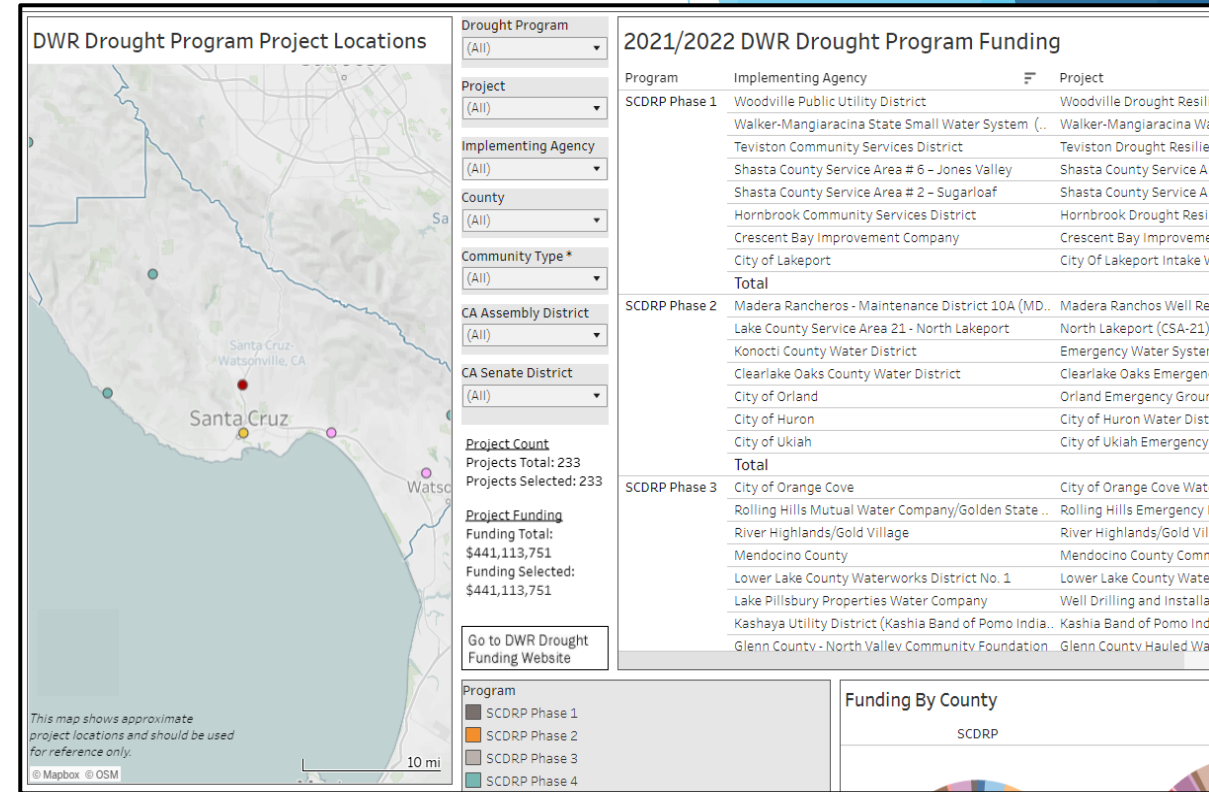 DWR Drought Program Project Locations
Santa Cruz-
Watsonville, CA
Santa Cruz
This map shows approximate
project locations and should be used
for reference only.
© Mapbox © OSM
10 mi
Drought Program
(All)
Project
(All)
Implementing Agency
(All)
County
(All)
Community Type *
(All)
CA Assembly District
(All)
CA Senate District
(All)
Project Count
Projects Total: 233
Projects Selected: 233
Project Funding
Funding Total:
$441,113,751
Funding Selected:
$441,113,751
Go to DWR Drought
Funding Website
2021/2022 DWR Drought Program Funding
Program Implementing Agency Project
SCDRP Phase 1 Woodville Public Utility District Woodville Drought Resili
Walker-Mangiaracina State Small Water System (.. Walker-Mangiaracina Wa
Teviston Community Services District Teviston Drought Resilie
Shasta County Service Area # 6 – Jones Valley Shasta County Service A
Shasta County Service Area # 2 – Sugarloaf Shasta County Service A
Hornbrook Community Services District Hornbrook Drought Resi
Crescent Bay Improvement Company Crescent Bay Improveme
City of Lakeport City Of Lakeport Intake W
Total
SCDRP Phase 2 Madera Rancheros - Maintenance District 10A (MD.. Madera Ranchos Well Re
Lake County Service Area 21 - North Lakeport North Lakeport (CSA-21)
Konocti County Water District Emergency Water System
Clearlake Oaks County Water District Clearlake Oaks Emergen
City of Orland Orland Emergency Groun
City of Huron City of Huron Water Dist
City of Ukiah City of Ukiah Emergency
Total
SCDRP Phase 3 City of Orange Cove City of Orange Cove Wat
Rolling Hills Mutual Water Company/Golden State .. Rolling Hills Emergency
River Highlands/Gold Village River Highlands/Gold Vil
Mendocino County Mendocino County Comm
Lower Lake County Waterworks District No. 1 Lower Lake County Wate
Lake Pillsbury Properties Water Company Well Drilling and Installa
Kashaya Utility District (Kashia Band of Pomo India.. Kashia Band of Pomo Ind
Glenn County - North Valley Community Foundation Glenn County Hauled Wa
Program
SCDRP Phase 1
SCDRP Phase 2
SCDRP Phase 3
SCDRP Phase 4
Funding By County
SCDRP